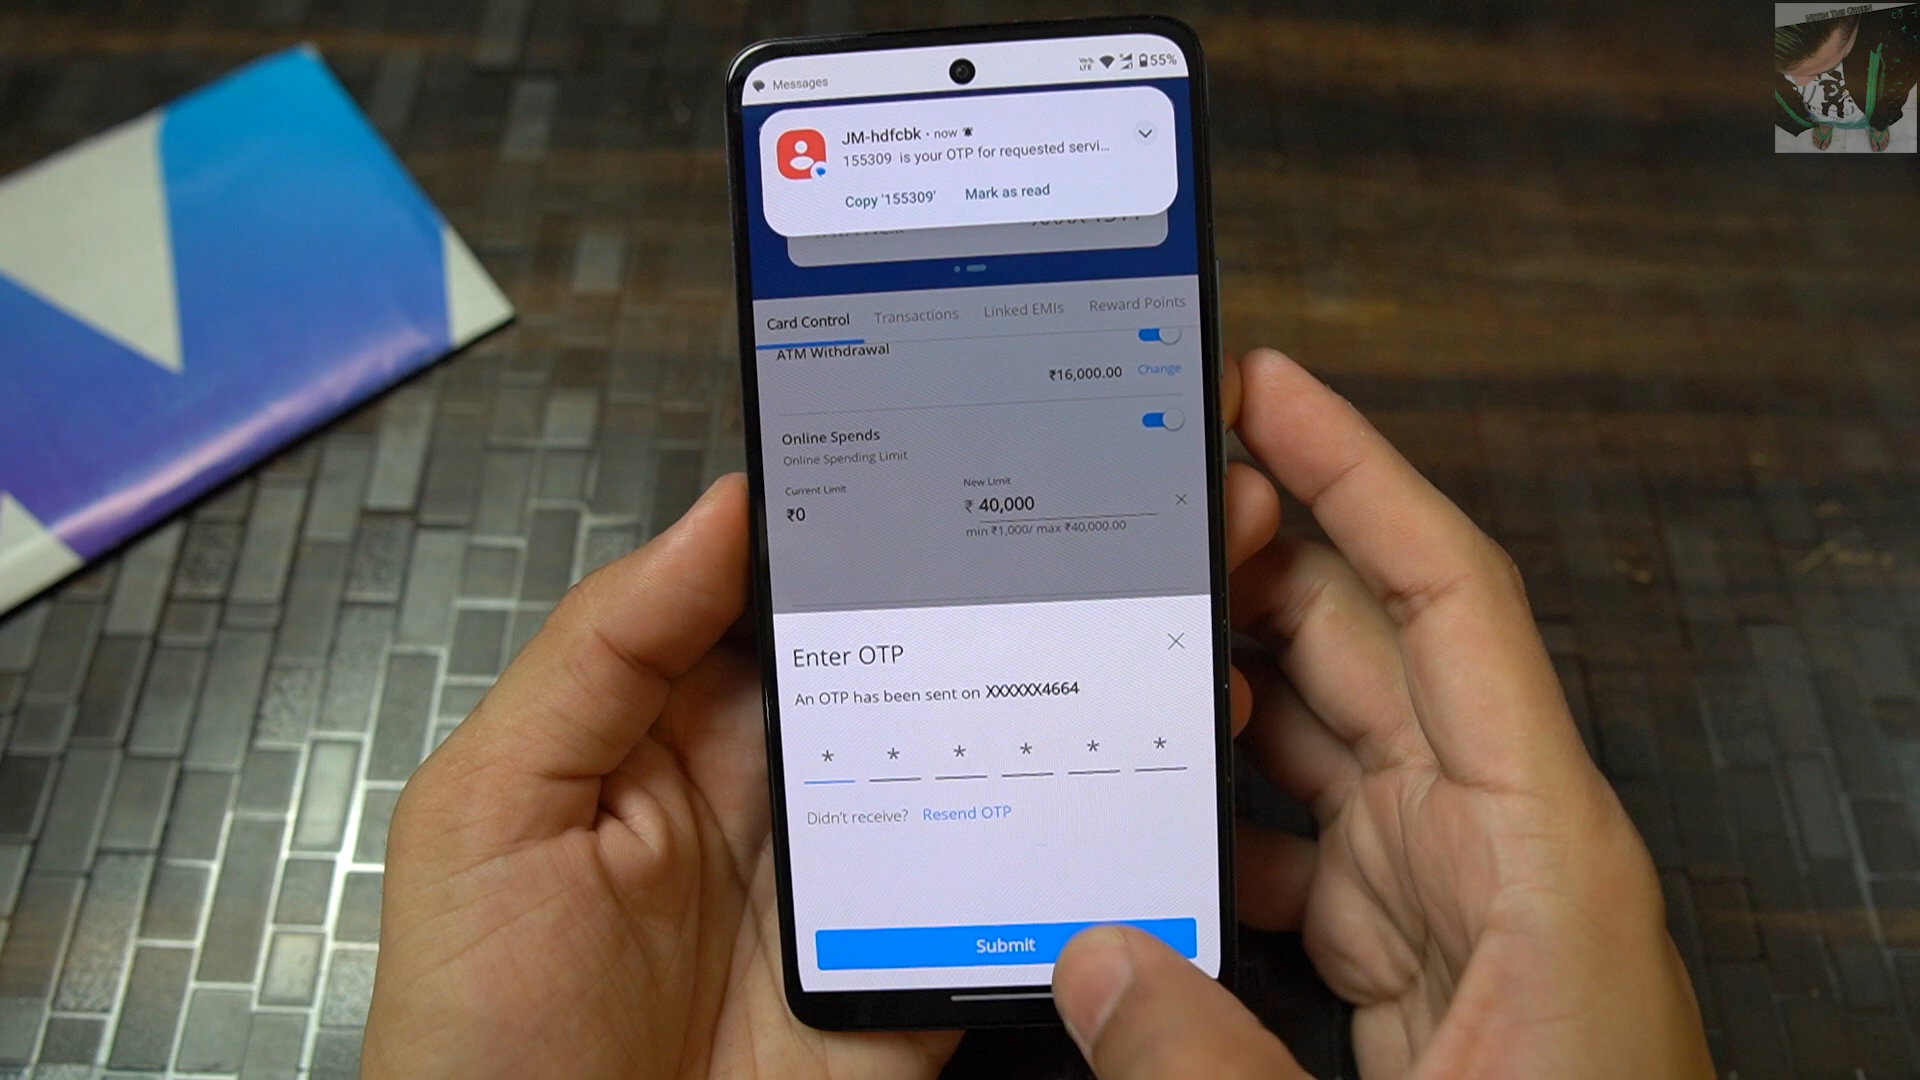 Messages
55%
JM-hdfcbk · now
155309 is your OTP for requested servi...
Copy '155309' Mark as read
Card Control Transactions Linked EMIs Reward Points
ATM Withdrawal
₹16,000.00 Change
Online Spends
Online Spending Limit
Current Limit New Limit
₹0 ₹ 40,000
min ₹1,000/ max ₹40,000.00
Enter OTP
An OTP has been sent on XXXXXX4664
* * * * * *
Didn't receive? Resend OTP
Submit